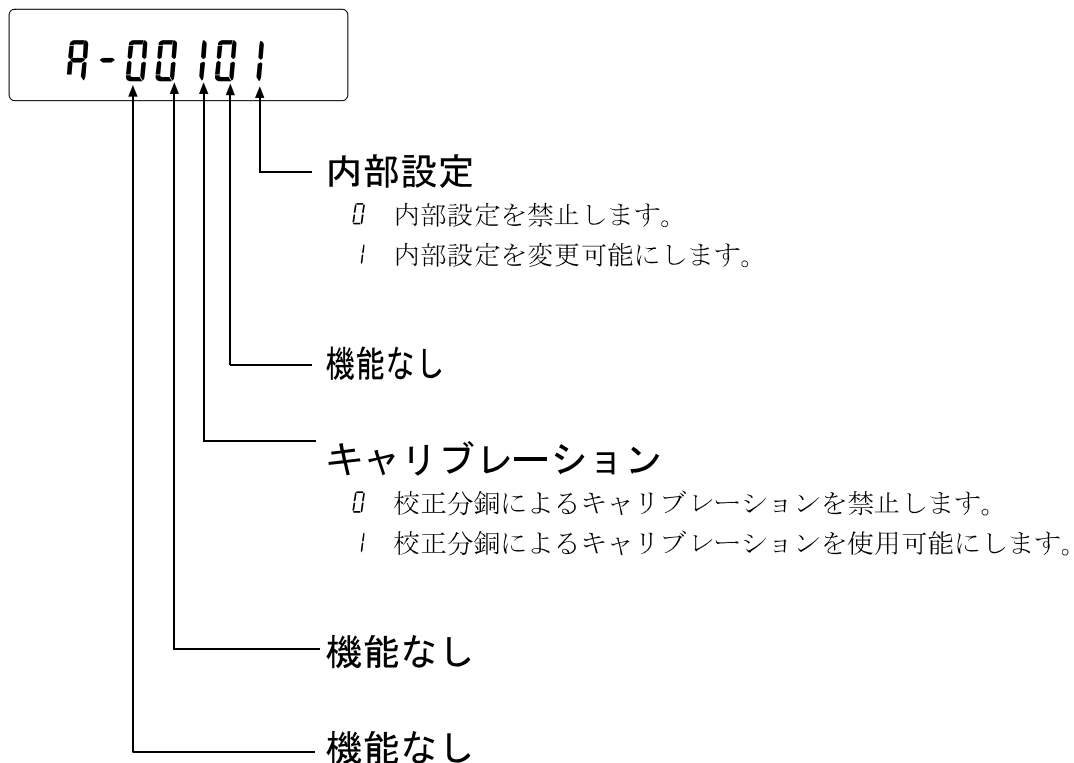 A-00101
内部設定
0 内部設定を禁止します。
1 内部設定を変更可能にします。
機能なし
キャリブレーション
0 校正分銅によるキャリブレーションを禁止します。
1 校正分銅によるキャリブレーションを使用可能にします。
機能なし
機能なし